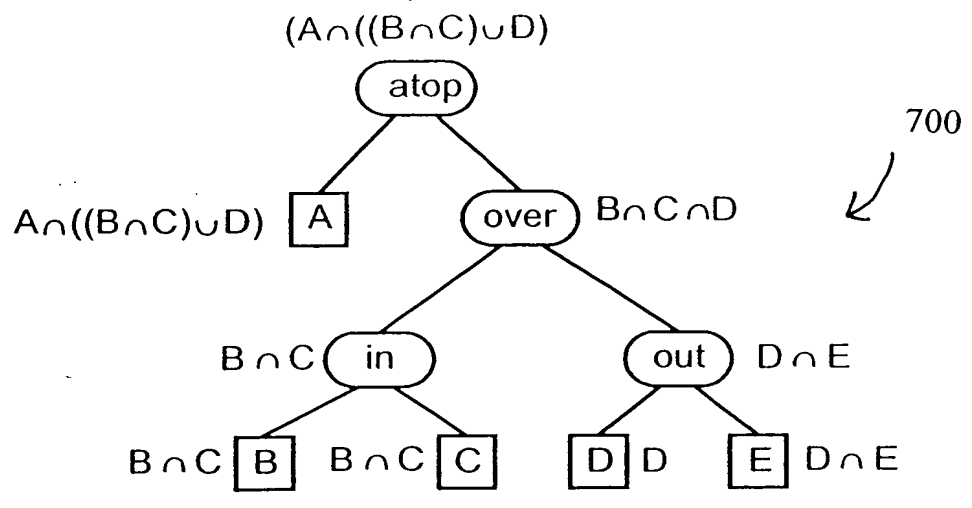 (A∩((B∩C)∪D)
atop
700
A∩((B∩C)∪D) A over B∩C∩D
B∩C in out D∩E
B∩C B B∩C C D D E D∩E